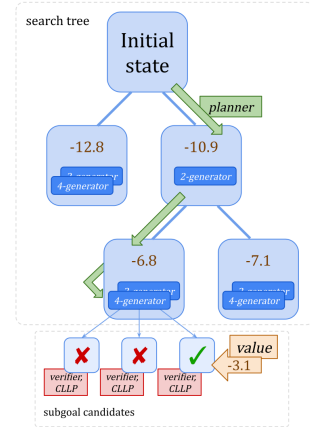 search tree
Initial
state
planner
-12.8
-10.9
4-generator
2-generator
-6.8
-7.1
4-generator
4-generator
value
-3.1
verifier,
CLLP
verifier,
CLLP
verifier,
CLLP
subgoal candidates